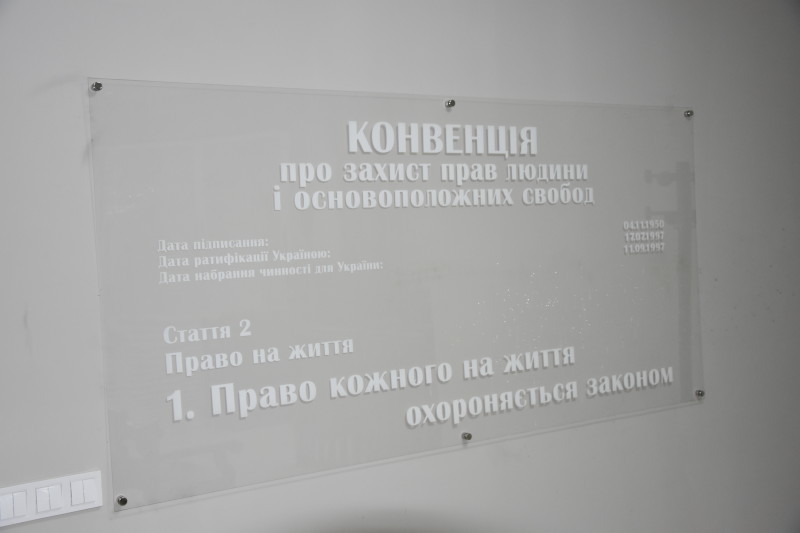 КОНВЕНЦІЯ
про захист прав людини
і основоположних свобод
Дата підписання: 04.11.1950
Дата ратифікації Україною: 17.07.1997
Дата набрання чинності для України: 11.09.1997
Стаття 2
Право на життя
1. Право кожного на життя
охороняється законом